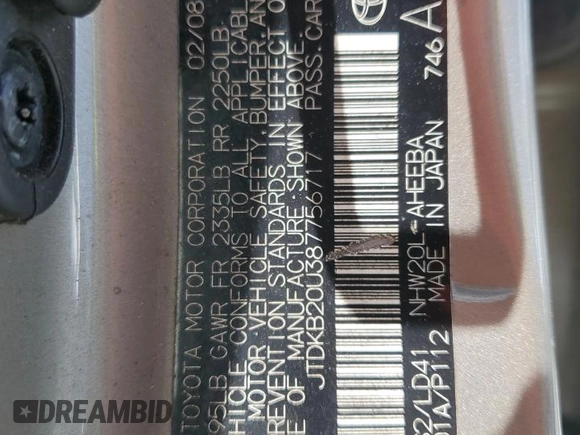 TOYOTA MOTOR CORPORATION 02/08
95LB GAWR FR 2335LB RR 2250LB
HICLE CONFORMS TO ALL APPLICABL
MOTOR VEHICLE SAFETY, BUMPER, AN
REVENTION STANDARDS IN EFFECT O
E OF MANUFACTURE SHOWN ABOVE.
JTDKB20U387756717 PASS.CAR
NHW20L-AHEEBA 746A
2/LD41
01A/P112 MADE IN JAPAN
DREAMBID